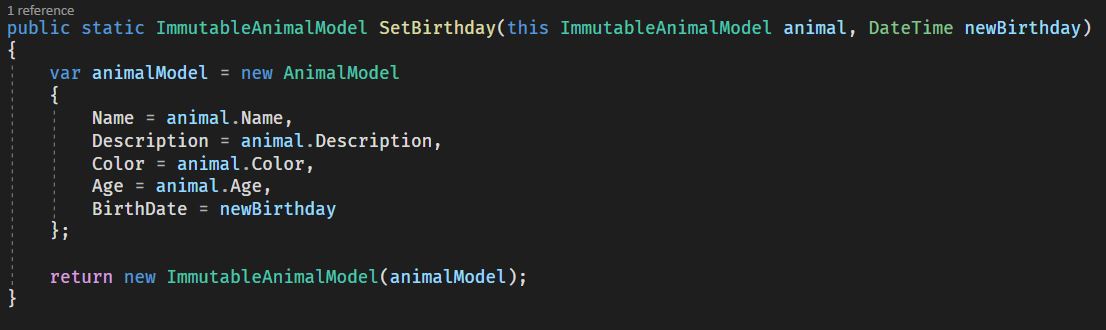 1 reference
public static ImmutableAnimalModel SetBirthday(this ImmutableAnimalModel animal, DateTime newBirthday)
{
    var animalModel = new AnimalModel
    {
        Name = animal.Name,
        Description = animal.Description,
        Color = animal.Color,
        Age = animal.Age,
        BirthDate = newBirthday
    };

    return new ImmutableAnimalModel(animalModel);
}